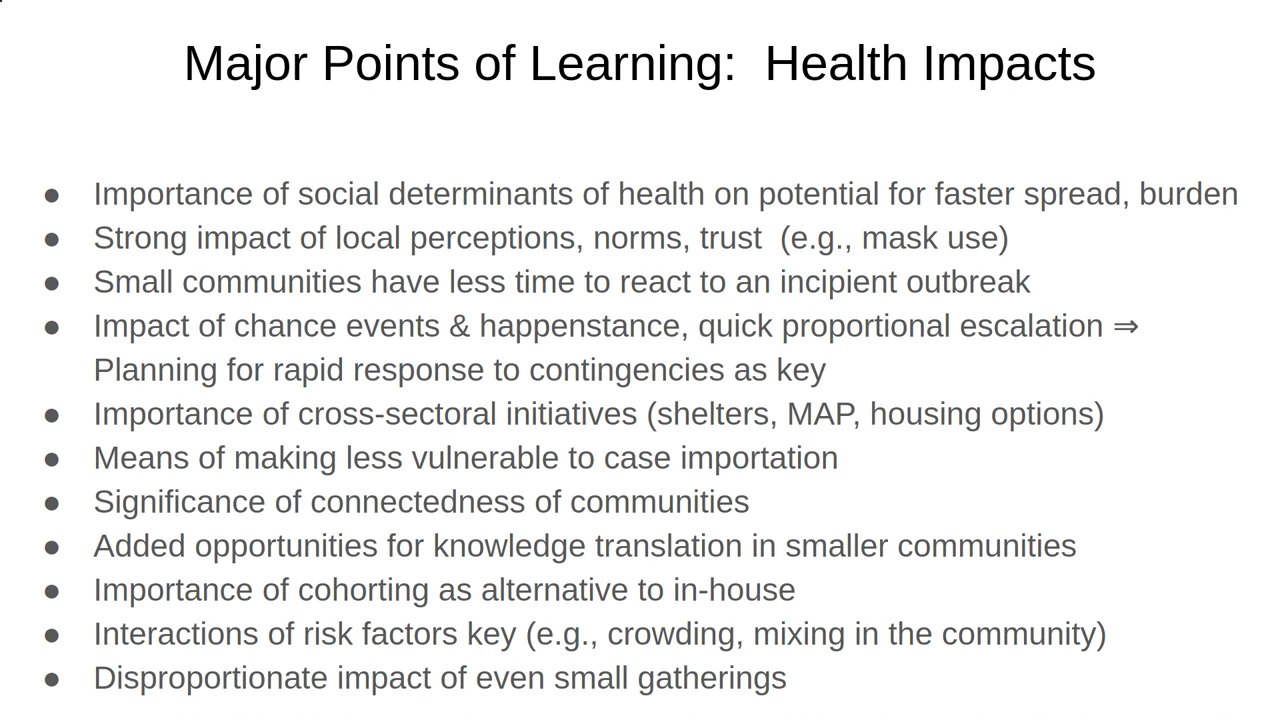 Major Points of Learning:  Health Impacts
● Importance of social determinants of health on potential for faster spread, burden
● Strong impact of local perceptions, norms, trust  (e.g., mask use)
● Small communities have less time to react to an incipient outbreak
● Impact of chance events & happenstance, quick proportional escalation ⇒
Planning for rapid response to contingencies as key
● Importance of cross-sectoral initiatives (shelters, MAP, housing options)
● Means of making less vulnerable to case importation
● Significance of connectedness of communities
● Added opportunities for knowledge translation in smaller communities
● Importance of cohorting as alternative to in-house
● Interactions of risk factors key (e.g., crowding, mixing in the community)
● Disproportionate impact of even small gatherings